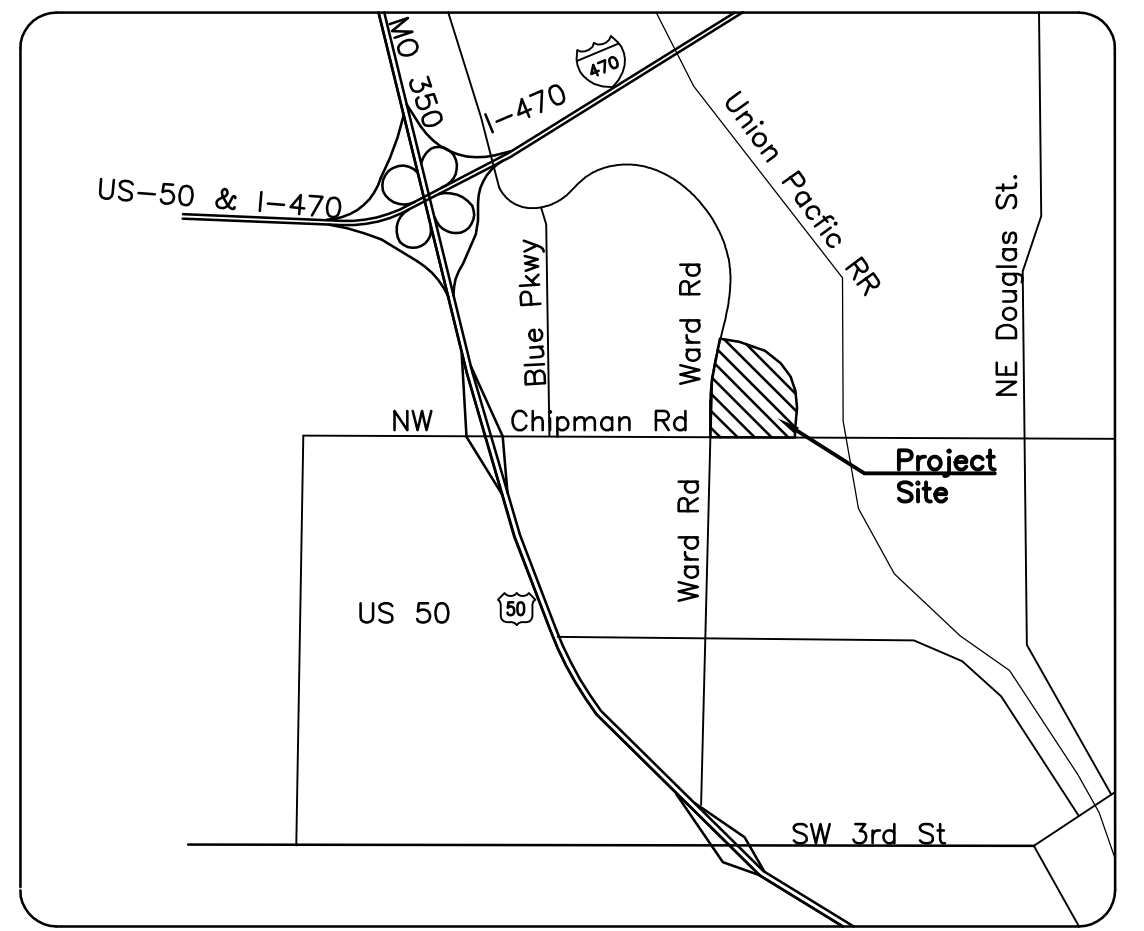 MO 350
470
I-470
US-50 & I-470
Union Pacfic RR
NE Douglas St.
Blue Pkwy
Ward Rd
NW Chipman Rd
Project
Site
Ward Rd
US 50
50
SW 3rd St